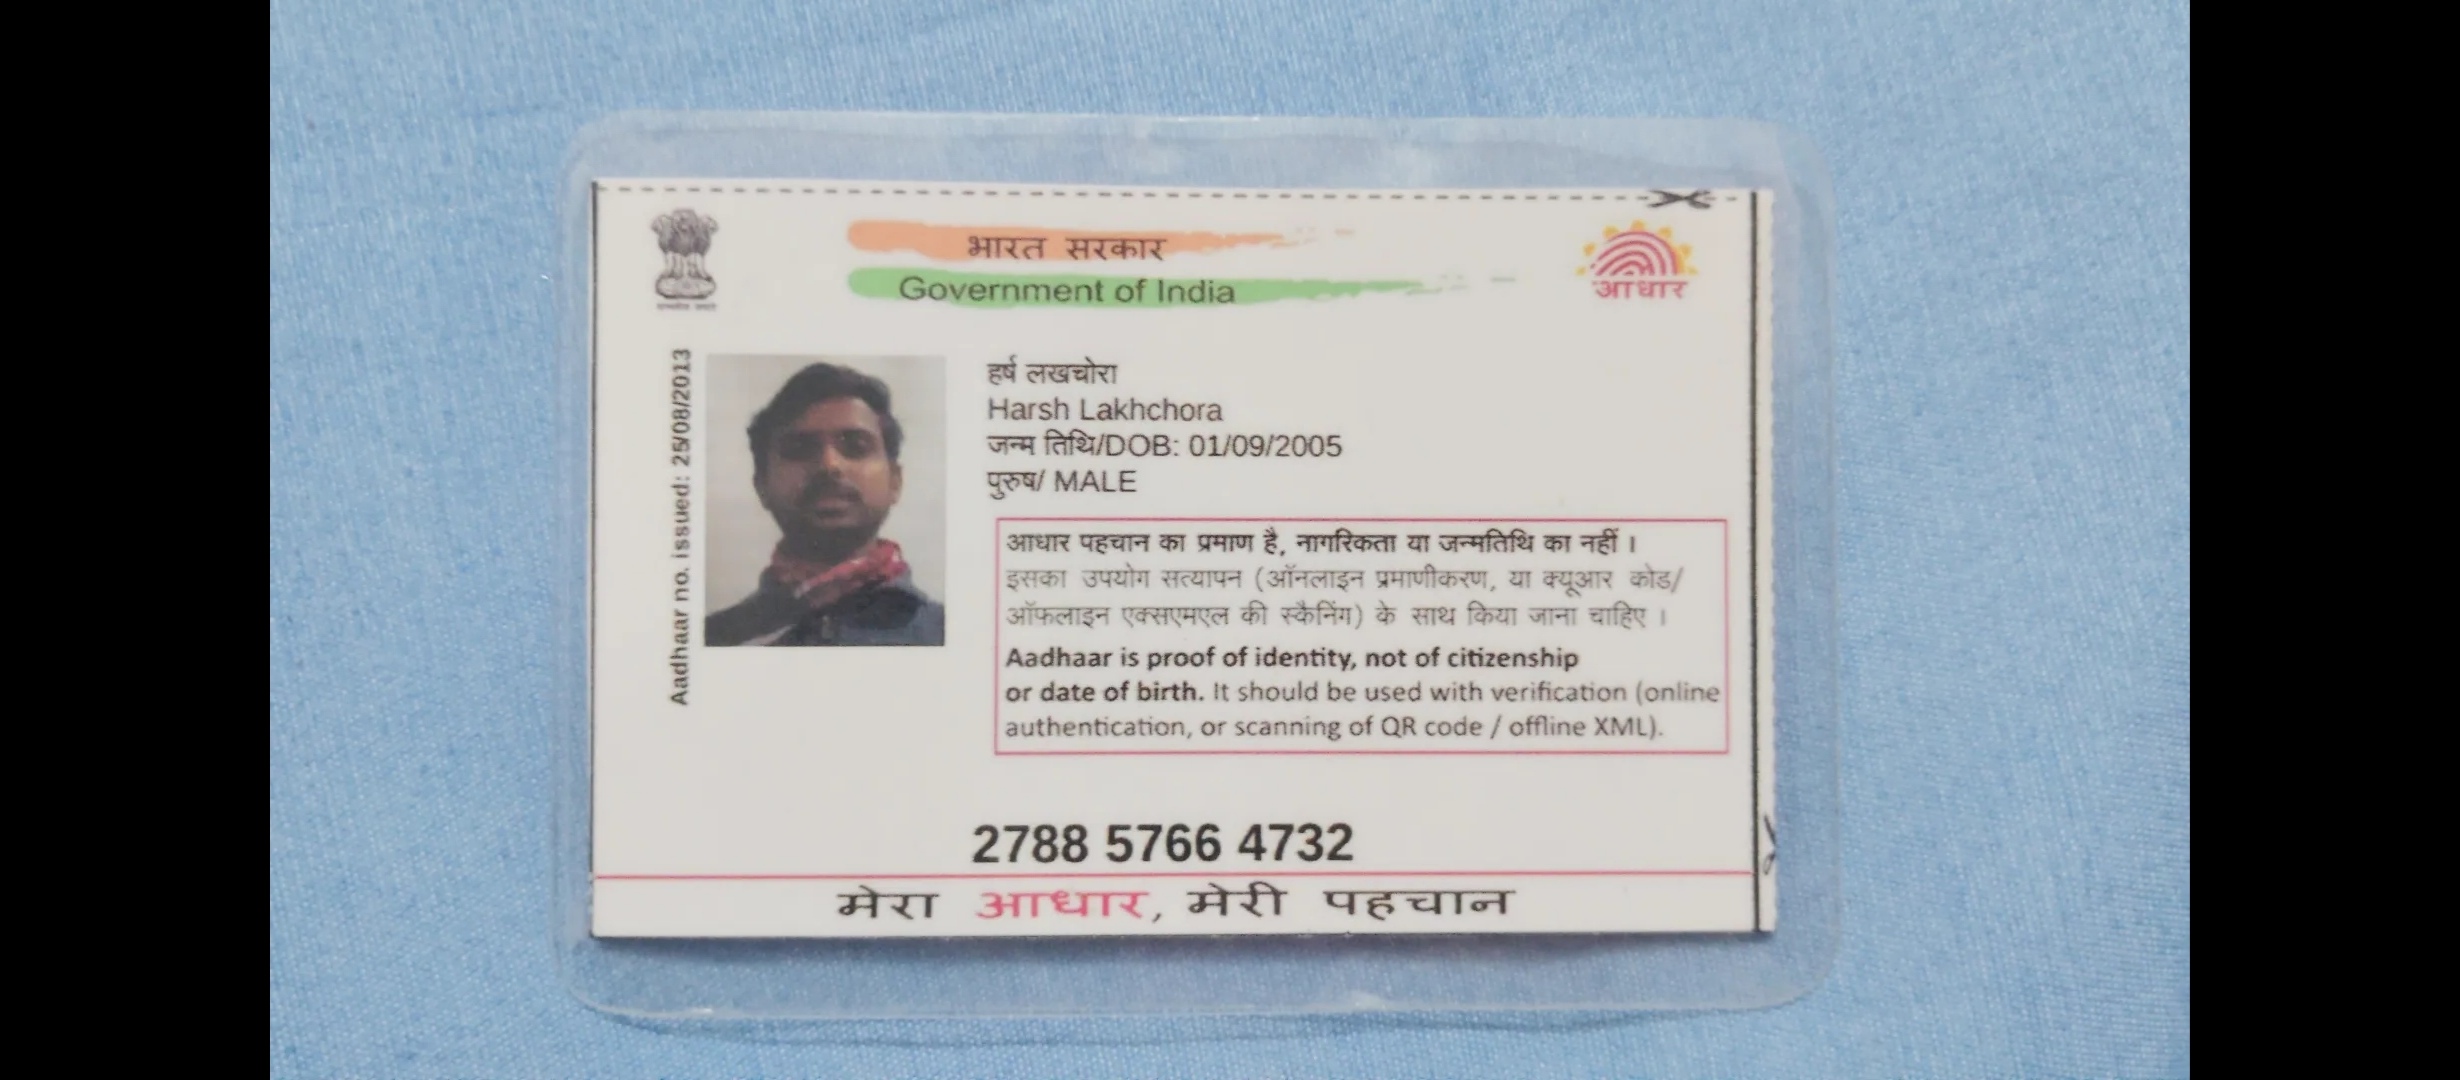 भारत सरकार
Government of India
आधार
Aadhaar no. issued: 25/08/2013
हर्ष लखचोरा
Harsh Lakhchora
जन्म तिथि/DOB: 01/09/2005
पुरुष/ MALE
आधार पहचान का प्रमाण है, नागरिकता या जन्मतिथि का नहीं ।
इसका उपयोग सत्यापन (ऑनलाइन प्रमाणीकरण, या क्यूआर कोड/
ऑफलाइन एक्सएमएल की स्कैनिंग) के साथ किया जाना चाहिए ।
Aadhaar is proof of identity, not of citizenship
or date of birth. It should be used with verification (online
authentication, or scanning of QR code / offline XML).
2788 5766 4732
मेरा आधार, मेरी पहचान